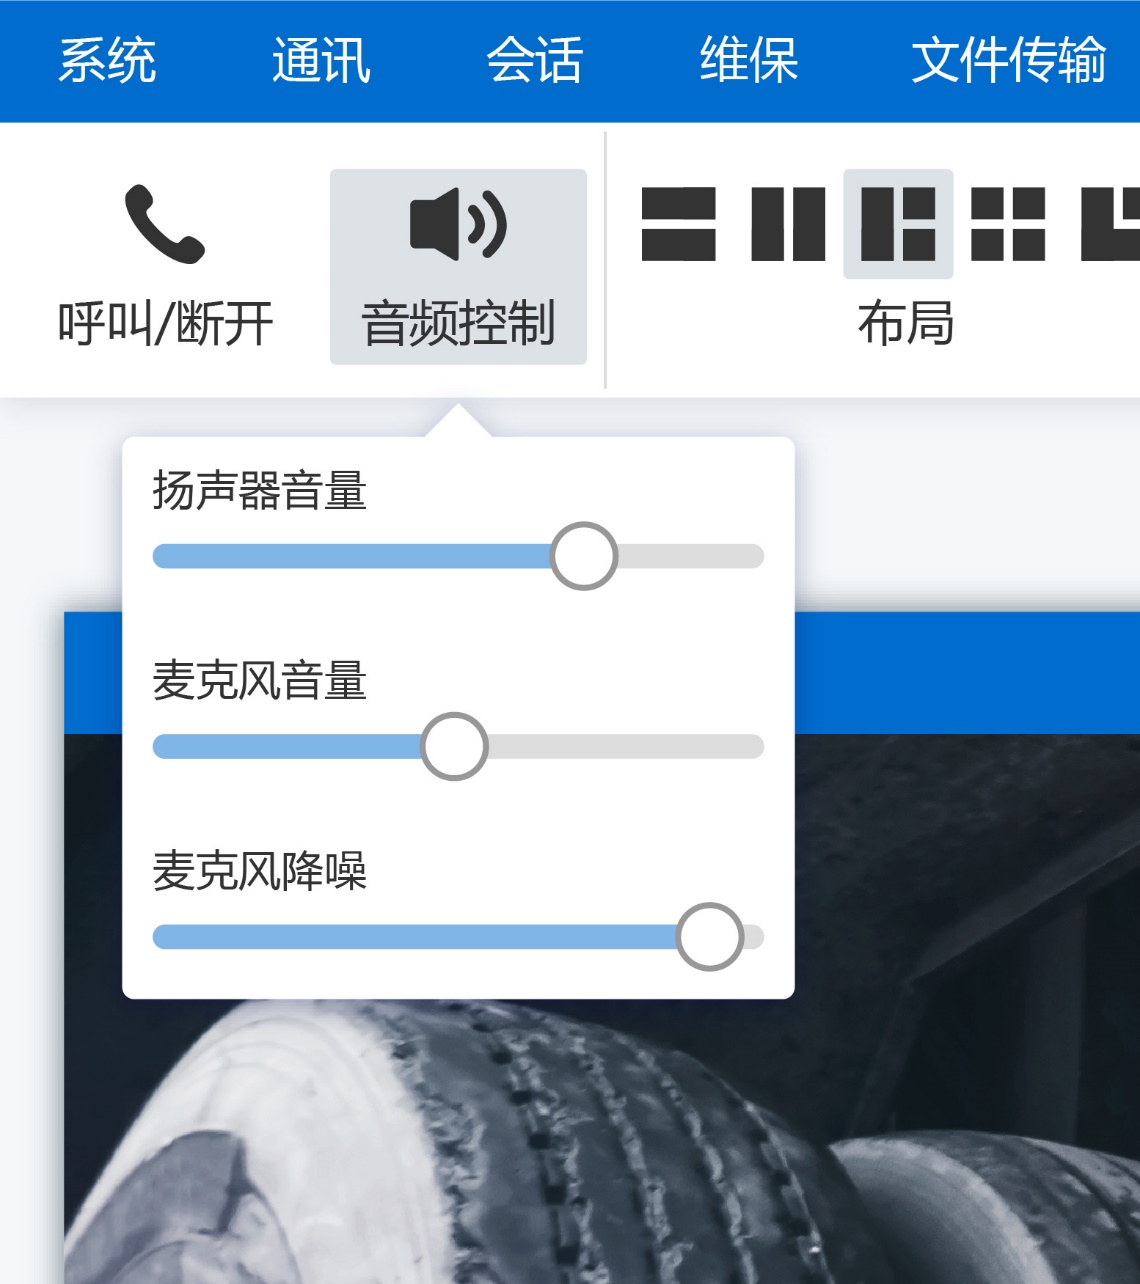 系统 通讯 会话 维保 文件传输
呼叫/断开 音频控制 布局
扬声器音量
麦克风音量
麦克风降噪